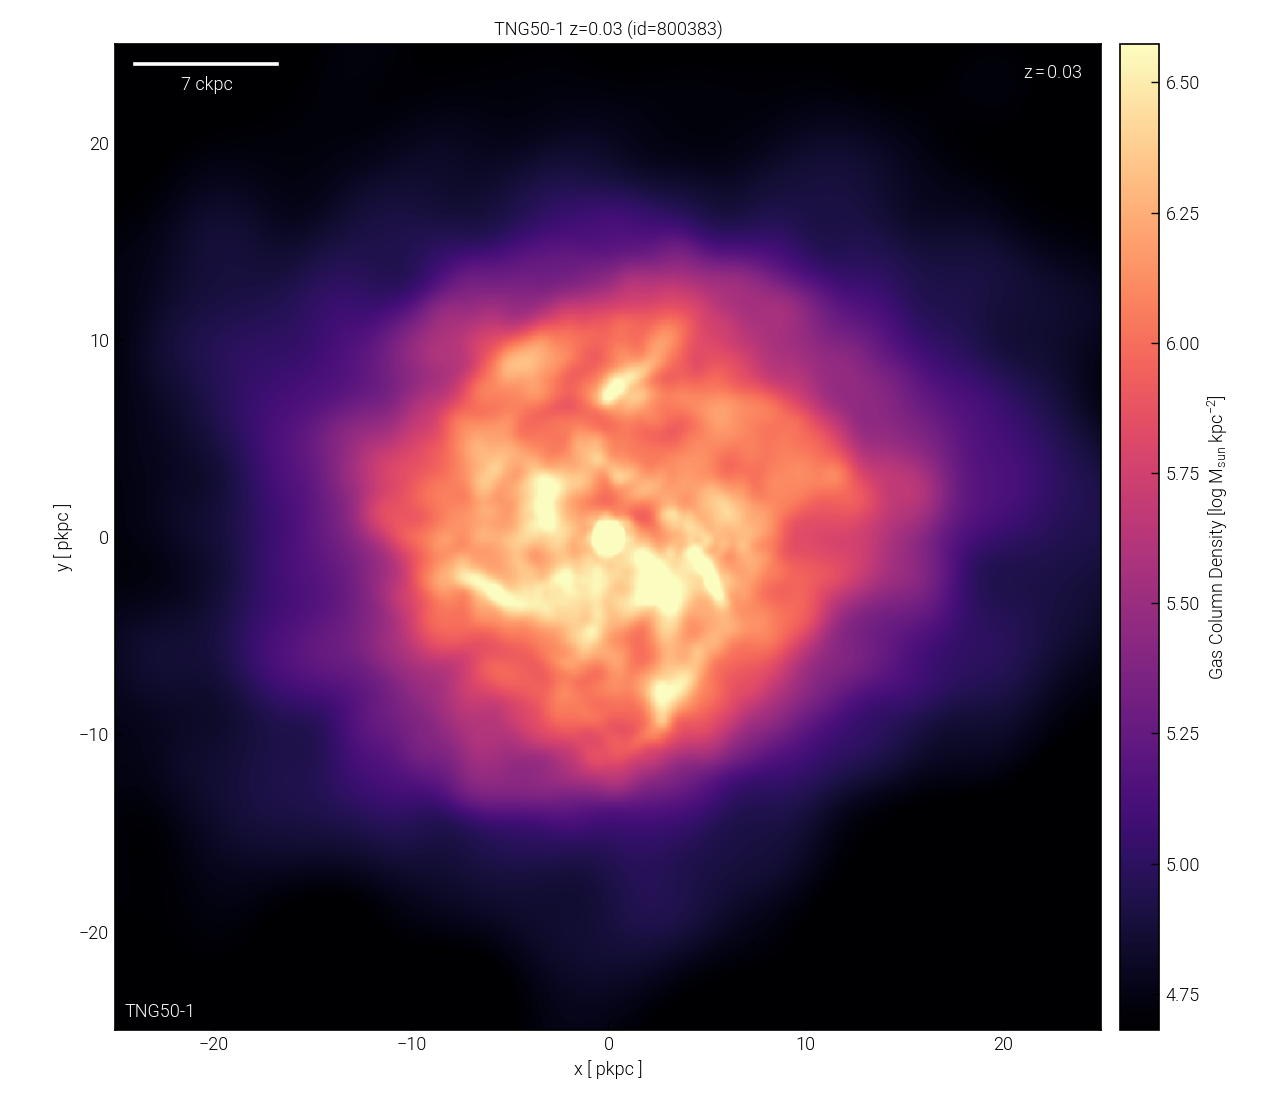 TNG50-1 z=0.03 (id=800383)
7 ckpc
z=0.03
TNG50-1
20
10
0
−10
−20
y [ pkpc ]
−20 −10 0 10 20
x [ pkpc ]
6.50
6.25
6.00
5.75
5.50
5.25
5.00
4.75
Gas Column Density [log M_sun kpc^−2]